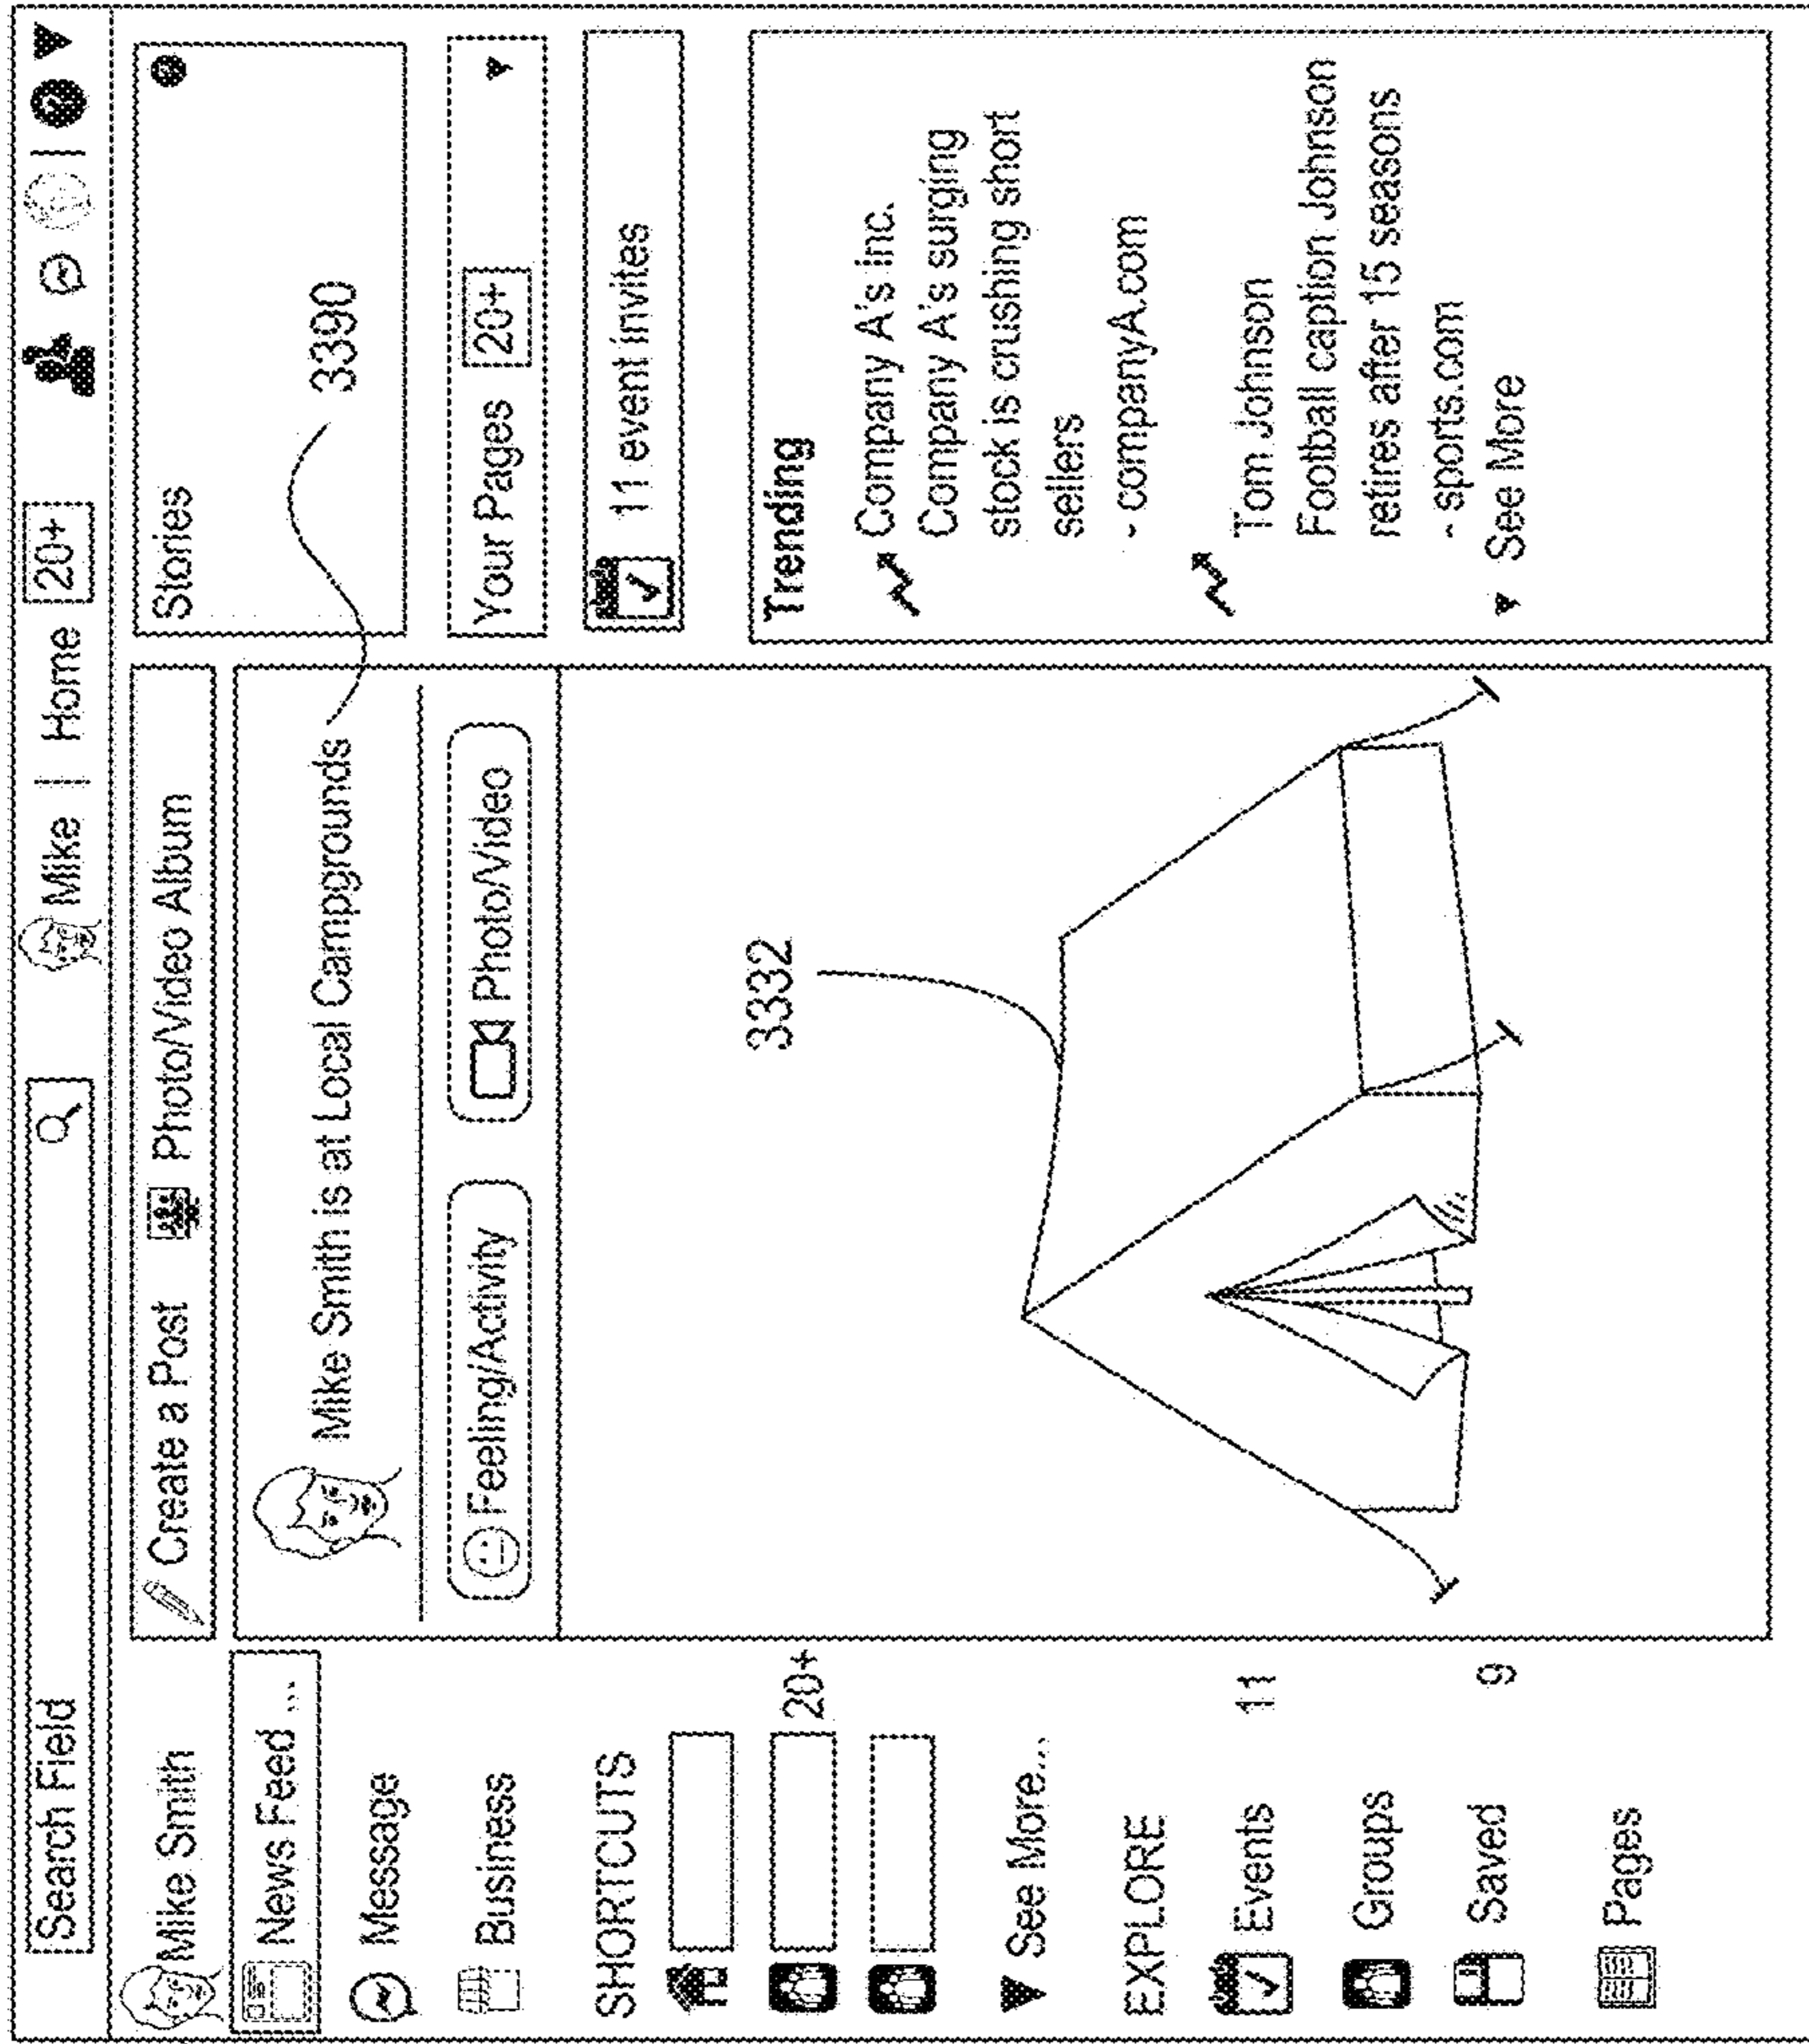 Search Field
Mike | Home 20+
Mike Smith
News Feed ...
Message
Business
SHORTCUTS
20+
See More...
EXPLORE
Events 11
Groups
Saved 9
Pages
Create a Post Photo/Video Album
Mike Smith is at Local Campgrounds
Feeling/Activity Photo/Video
3332
Stories
3390
Your Pages 20+
11 event invites
Trending
Company A's inc.
Company A's surging
stock is crushing short
sellers
- companyA.com
Tom Johnson
Football caption Johnson
retires after 15 seasons
- sports.com
See More